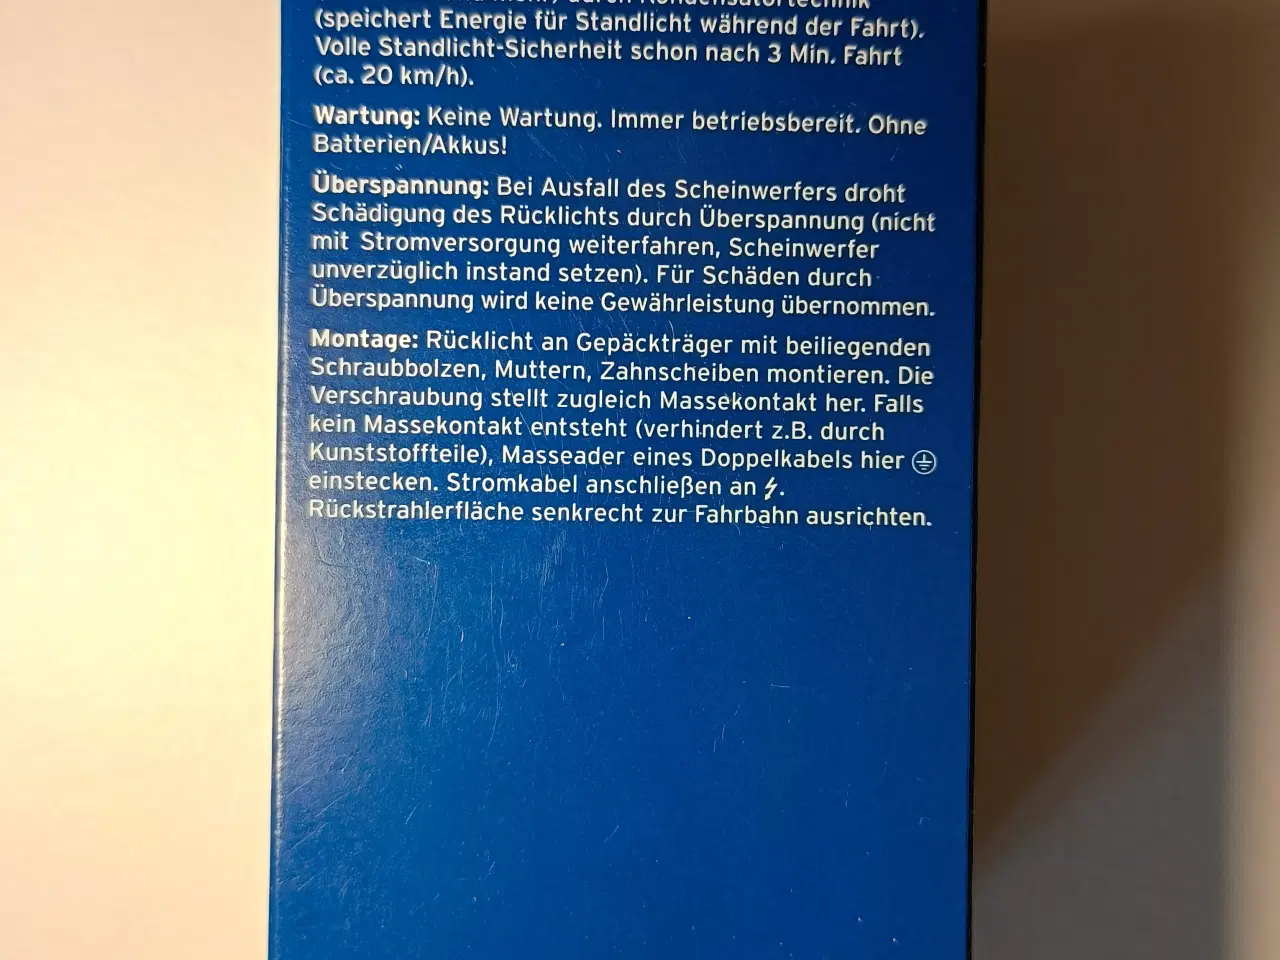 durch Kondensatortechnik
(speichert Energie für Standlicht während der Fahrt).
Volle Standlicht-Sicherheit schon nach 3 Min. Fahrt
(ca. 20 km/h).
Wartung: Keine Wartung. Immer betriebsbereit. Ohne
Batterien/Akkus!
Überspannung: Bei Ausfall des Scheinwerfers droht
Schädigung des Rücklichts durch Überspannung (nicht
mit Stromversorgung weiterfahren, Scheinwerfer
unverzüglich instand setzen). Für Schäden durch
Überspannung wird keine Gewährleistung übernommen.
Montage: Rücklicht an Gepäckträger mit beiliegenden
Schraubbolzen, Muttern, Zahnscheiben montieren. Die
Verschraubung stellt zugleich Massekontakt her. Falls
kein Massekontakt entsteht (verhindert z.B. durch
Kunststoffteile), Masseader eines Doppelkabels hier ⏚
einstecken. Stromkabel anschließen an ⚡.
Rückstrahlerfläche senkrecht zur Fahrbahn ausrichten.